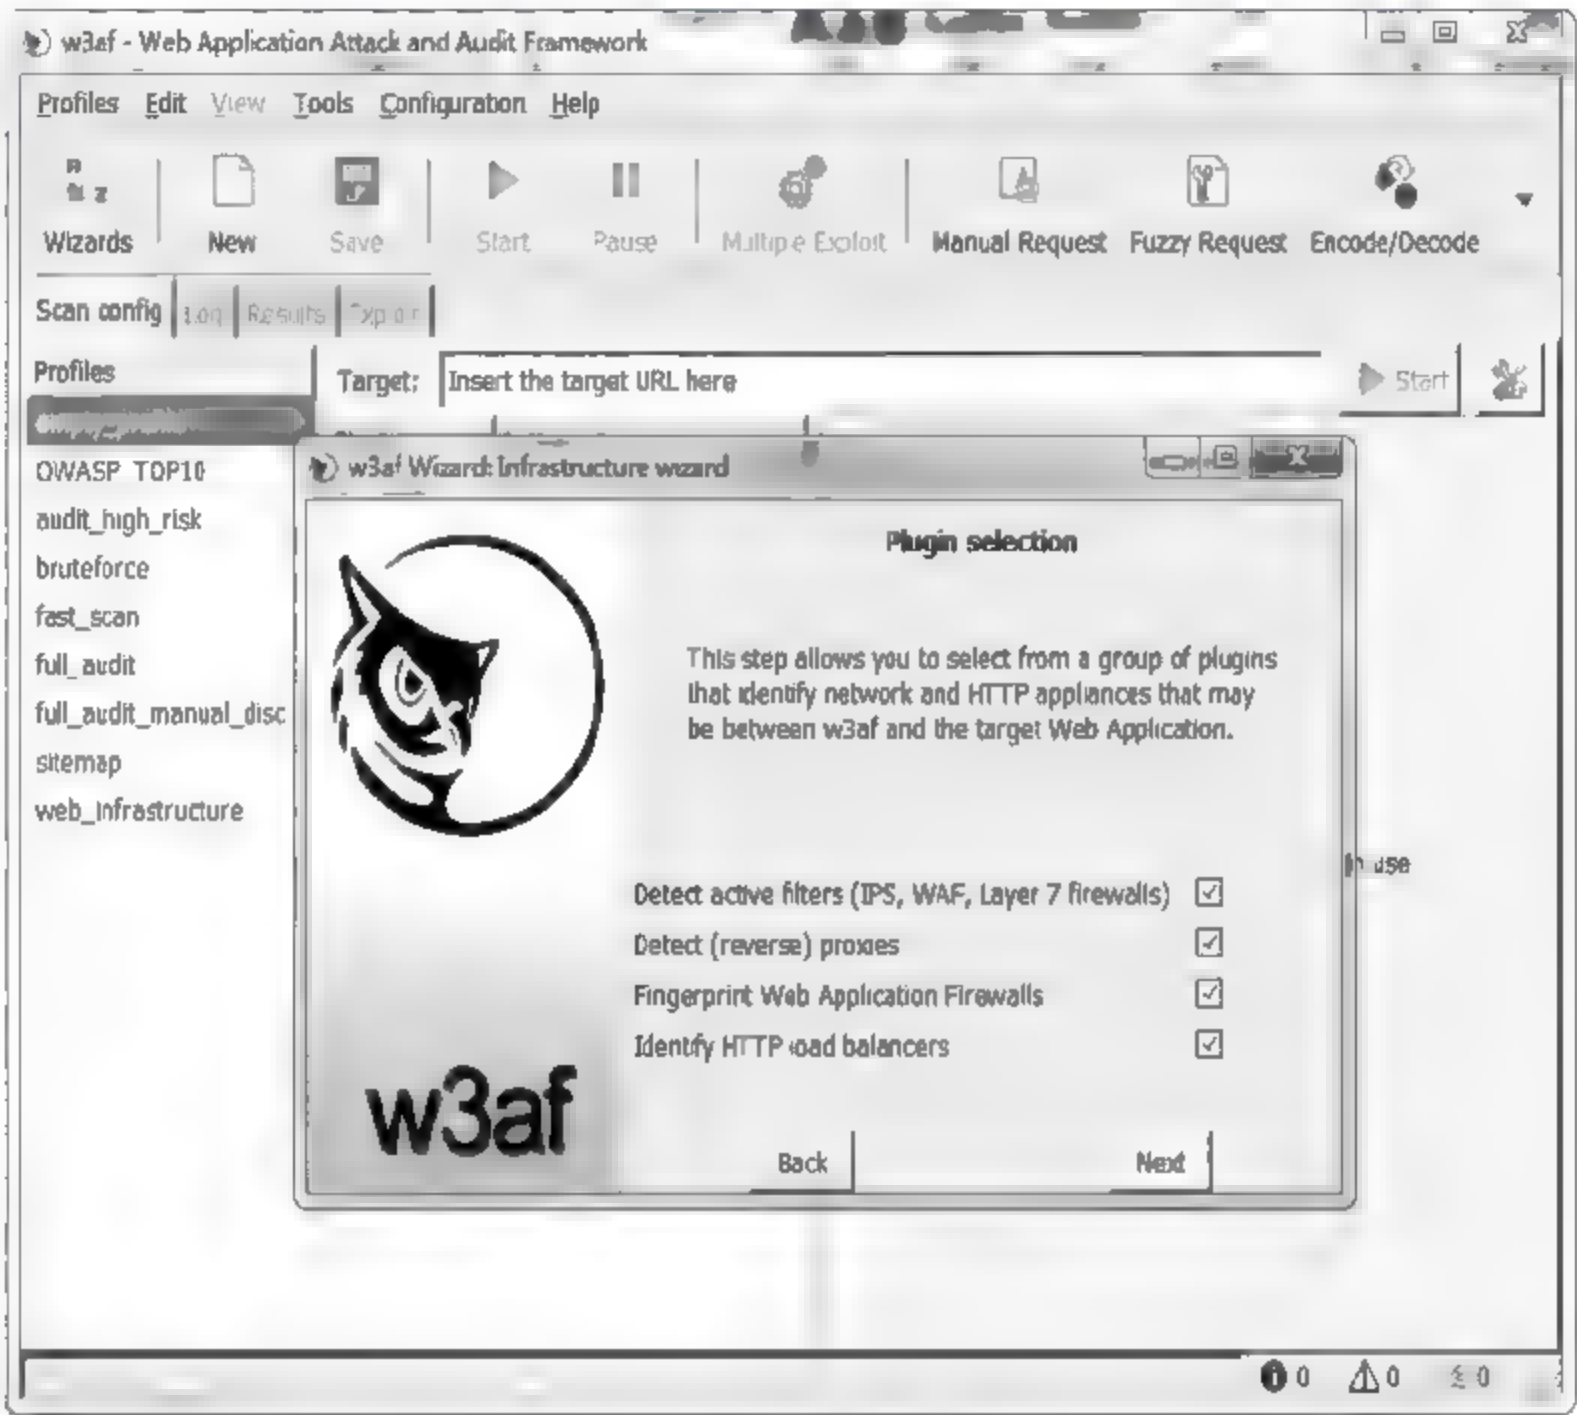 w3af - Web Application Attack and Audit Framework
Profiles Edit View Tools Configuration Help
Wizards New Save Start Pause Multiple Exploit Manual Request Fuzzy Request Encode/Decode
Scan config Log Results Exploit
Profiles
Target: Insert the target URL here Start
OWASP_TOP10
audit_high_risk
bruteforce
fast_scan
full_audit
full_audit_manual_disc
sitemap
web_infrastructure
w3af Wizard: Infrastructure wizard
Plugin selection
This step allows you to select from a group of plugins
that identify network and HTTP appliances that may
be between w3af and the target Web Application.
Detect active filters (IPS, WAF, Layer 7 firewalls)
Detect (reverse) proxies
Fingerprint Web Application Firewalls
Identify HTTP load balancers
w3af
Back Next
use
0 0 0